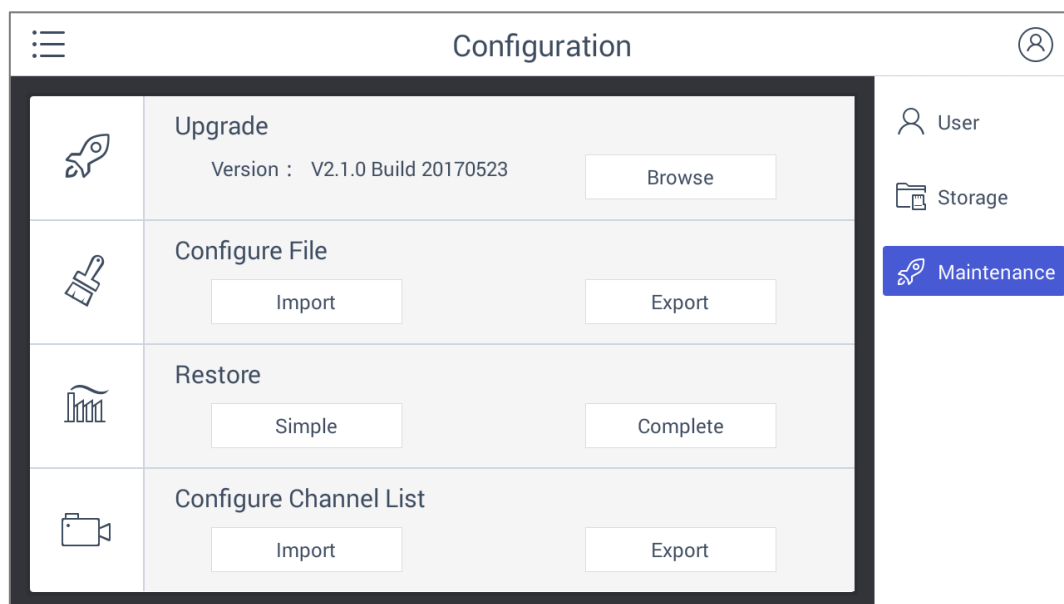 Configuration
Upgrade
Version : V2.1.0 Build 20170523
Browse
Configure File
Import
Export
Restore
Simple
Complete
Configure Channel List
Import
Export
User
Storage
Maintenance